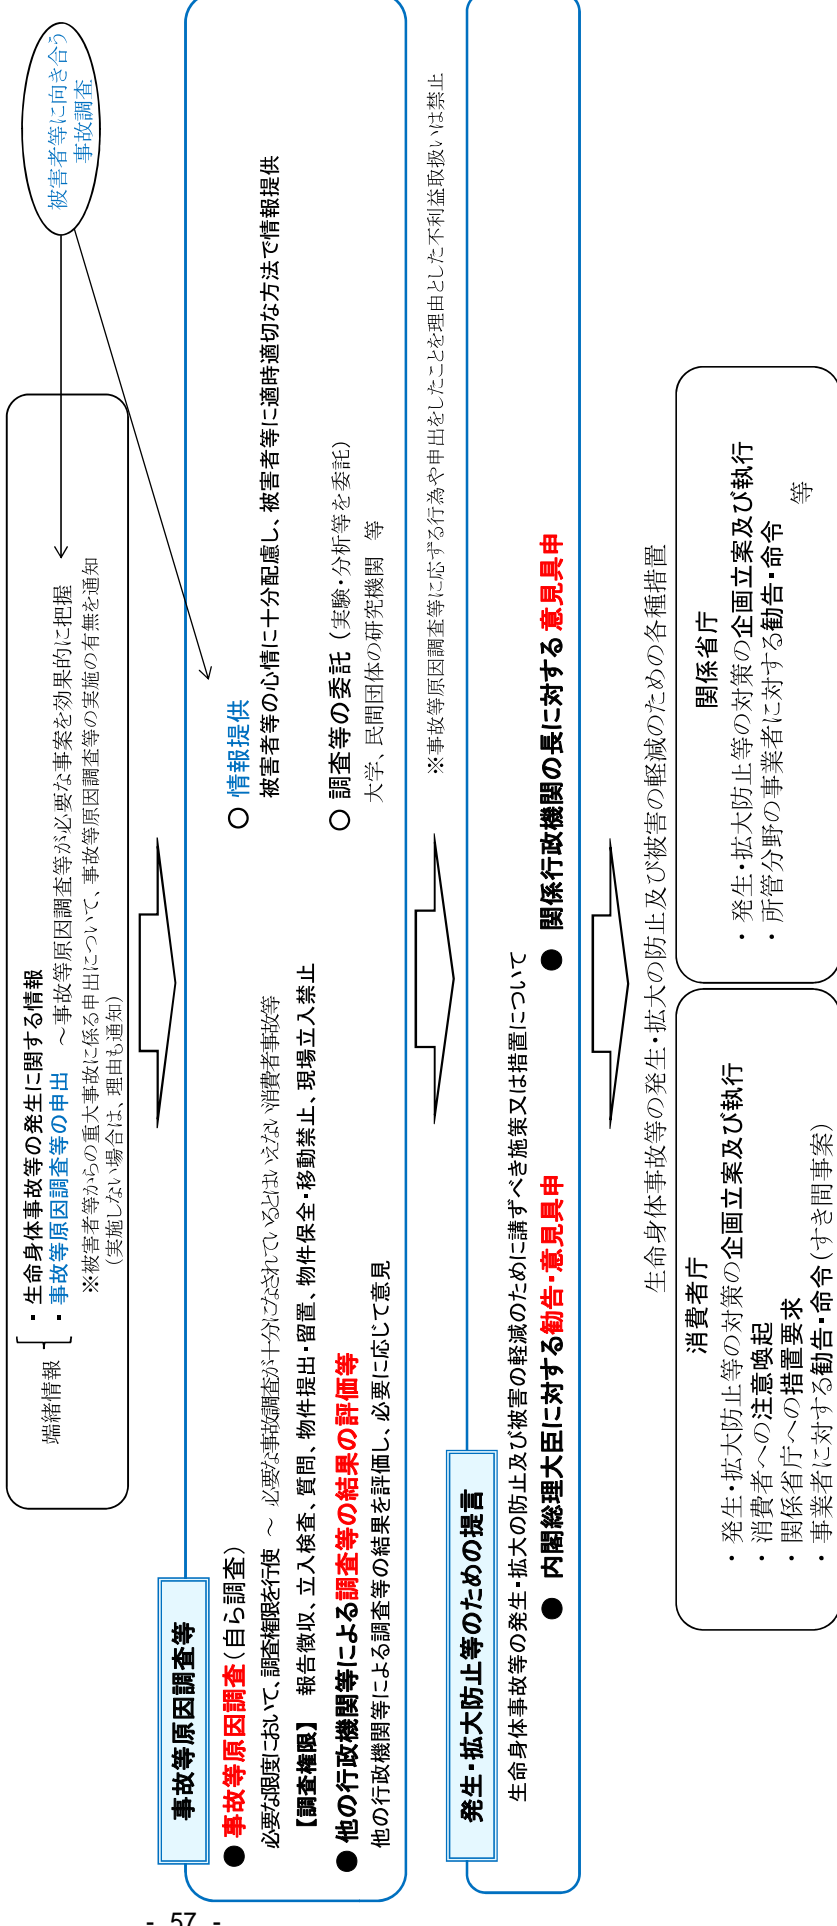 被害者等に向き合う
事故調査
端緒情報
・ 生命身体事故等の発生に関する情報
・ 事故等原因調査等の申出 ～事故等原因調査等が必要な事案を効果的に把握
※被害者等からの重大事故に係る申出について、事故等原因調査等の実施の有無を通知
(実施しない場合は、理由も通知)
事故等原因調査等
● 事故等原因調査(自ら調査)
必要な限度において、調査権限を行使 ～ 必要な事故調査が十分になされているとはいえない消費者事故等
【調査権限】 報告徴収、立入検査、質問、物件提出・留置、物件保全・移動禁止、現場立入禁止
● 他の行政機関等による調査等の結果の評価等
他の行政機関等による調査等の結果を評価し、必要に応じて意見
○ 情報提供
被害者等の心情に十分配慮し、被害者等に適時適切な方法で情報提供
○ 調査等の委託 (実験・分析等を委託)
大学、民間団体の研究機関 等
※事故等原因調査等に応ずる行為や申出をしたことを理由とした不利益取扱いは禁止
発生・拡大防止等のための提言
生命身体事故等の発生・拡大の防止及び被害の軽減のために講ずべき施策又は措置について
● 内閣総理大臣に対する勧告・意見具申
● 関係行政機関の長に対する意見具申
生命身体事故等の発生・拡大の防止及び被害の軽減のための各種措置
消費者庁
・ 発生・拡大防止等の対策の企画立案及び執行
・ 消費者への注意喚起
・ 関係省庁への措置要求
・ 事業者に対する勧告・命令(すき間事案)
関係省庁
・ 発生・拡大防止等の対策の企画立案及び執行
・ 所管分野の事業者に対する勧告・命令
等
- 57 -